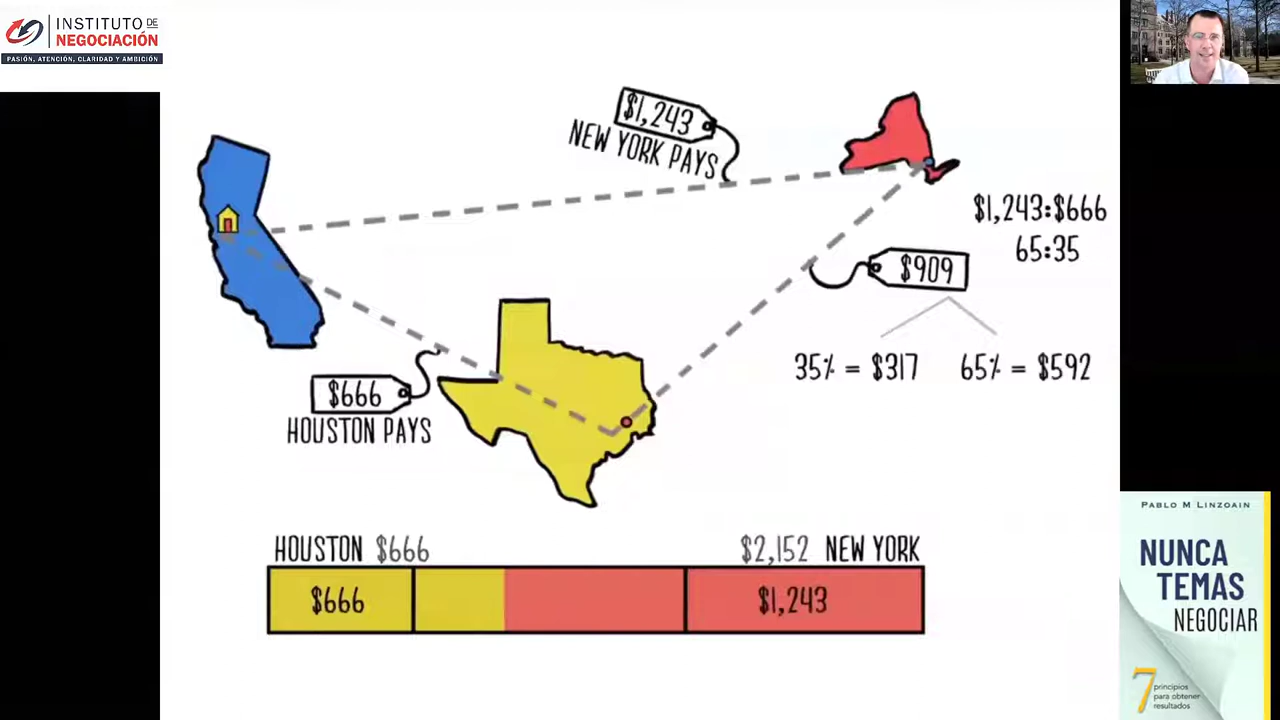 INSTITUTO DE
NEGOCIACIÓN
PASIÓN, ATENCIÓN, CLARIDAD Y AMBICIÓN
$1,243
NEW YORK PAYS
$1,243:$666
65:35
$909
35% = $317
65% = $592
$666
HOUSTON PAYS
HOUSTON $666
$2,152 NEW YORK
$666
$1,243
PABLO M LINZOAIN
NUNCA
TEMAS
NEGOCIAR
7
principios
para obtener
resultados